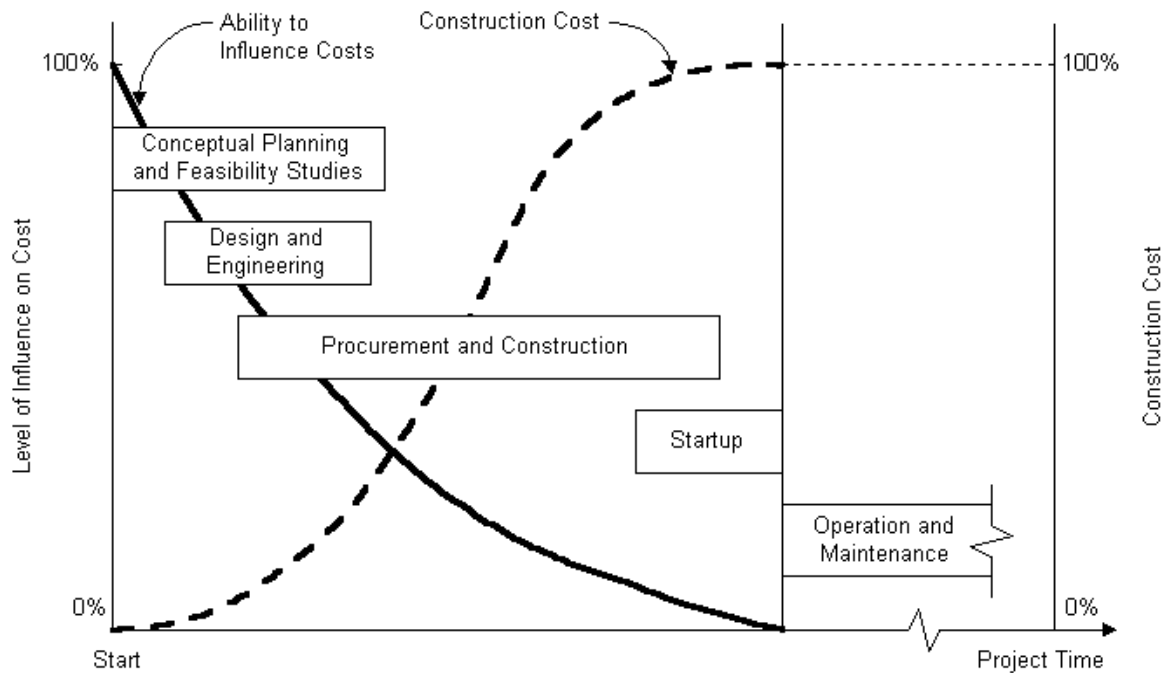 Ability to
Influence Costs
Construction Cost
100%
100%
Conceptual Planning
and Feasibility Studies
Design and
Engineering
Level of Influence on Cost
Construction Cost
Procurement and Construction
Startup
Operation and
Maintenance
0%
0%
Start
Project Time